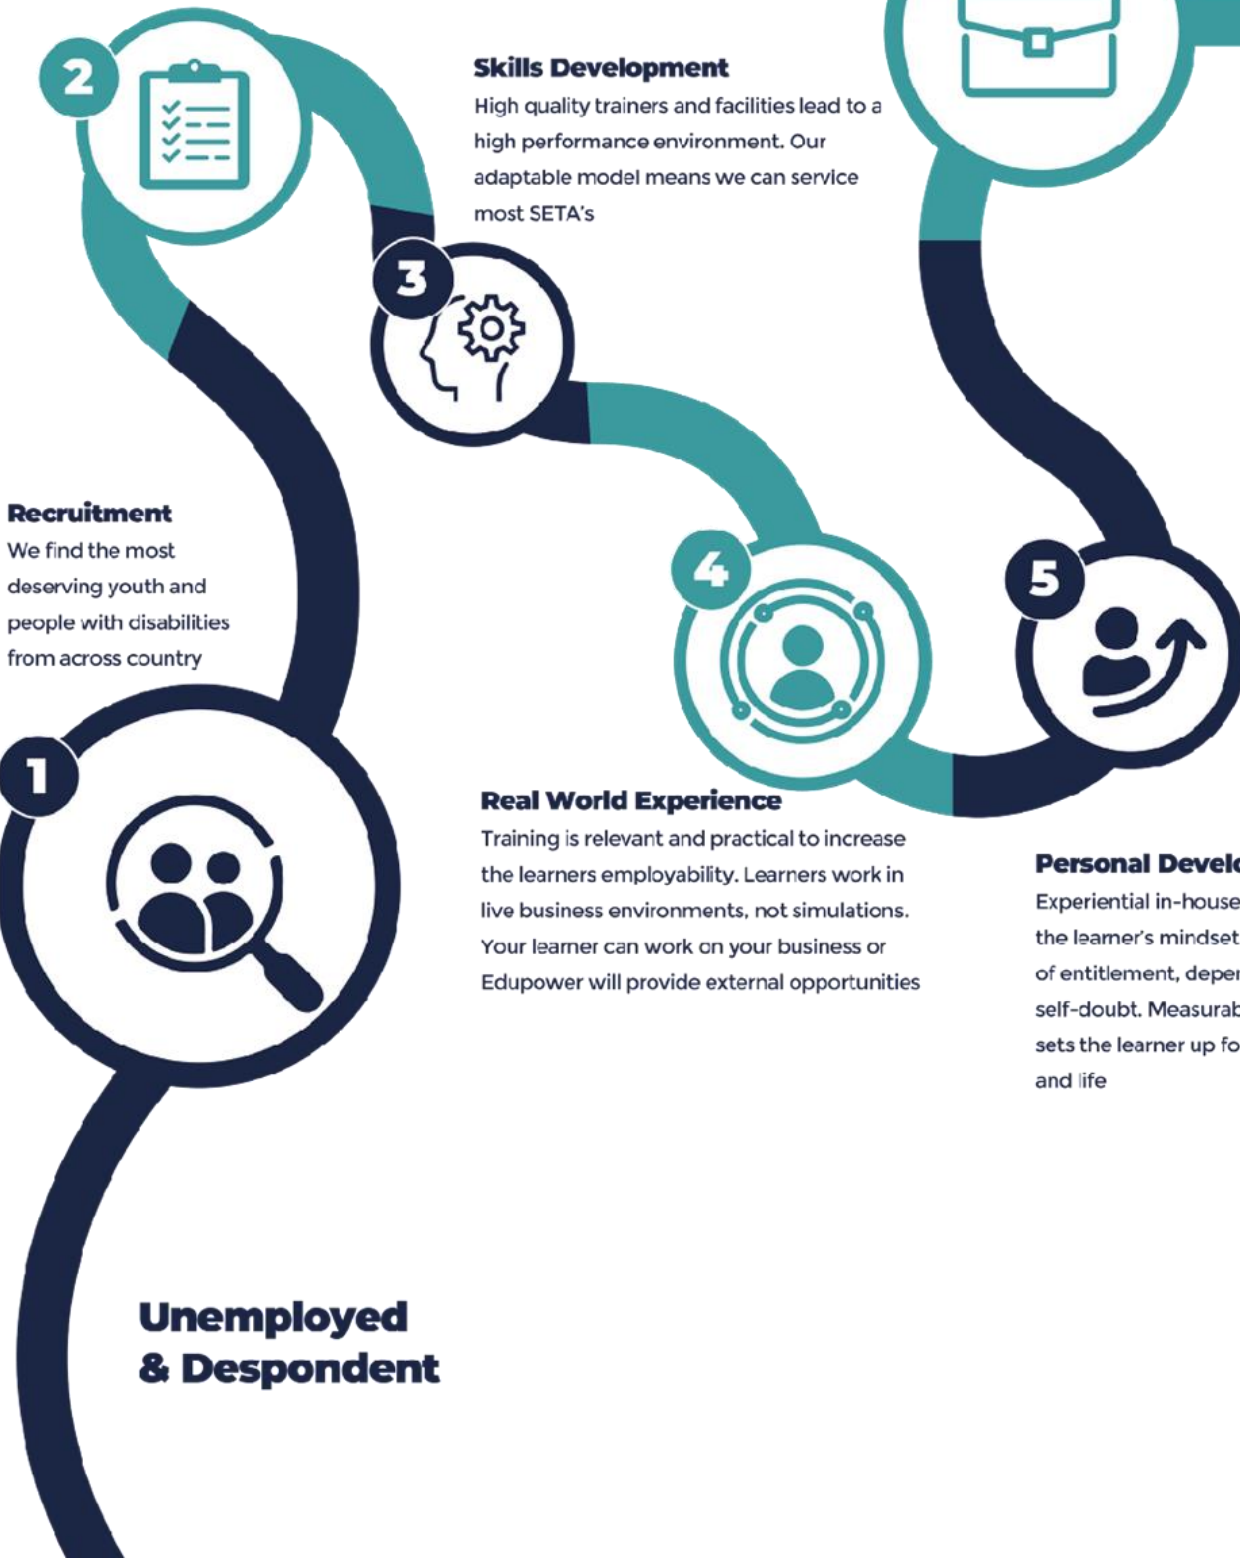 2
Skills Development
High quality trainers and facilities lead to a
high performance environment. Our
adaptable model means we can service
most SETA's
3
Recruitment
We find the most
deserving youth and
people with disabilities
from across country
1
4
Real World Experience
Training is relevant and practical to increase
the learners employability. Learners work in
live business environments, not simulations.
Your learner can work on your business or
Edupower will provide external opportunities
5
Personal
Experiential in-house
the learner's mindset
of entitlement,
self-doubt.
sets the learner up
and life
Unemployed
& Despondent